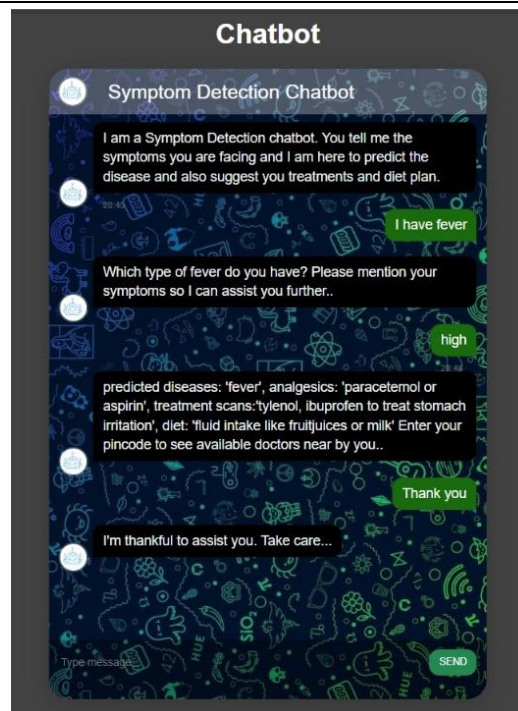 Chatbot
Symptom Detection Chatbot
I am a Symptom Detection chatbot. You tell me the
symptoms you are facing and I am here to predict the
disease and also suggest you treatments and diet plan.
20:45
I have fever
Which type of fever do you have? Please mention your
symptoms so I can assist you further..
high
predicted diseases: 'fever', analgesics: 'paracetemol or
aspirin', treatment scans:'tylenol, ibuprofen to treat stomach
irritation', diet: 'fluid intake like fruitjuices or milk' Enter your
pincode to see available doctors near by you..
Thank you
I'm thankful to assist you. Take care...
Type message...
SEND